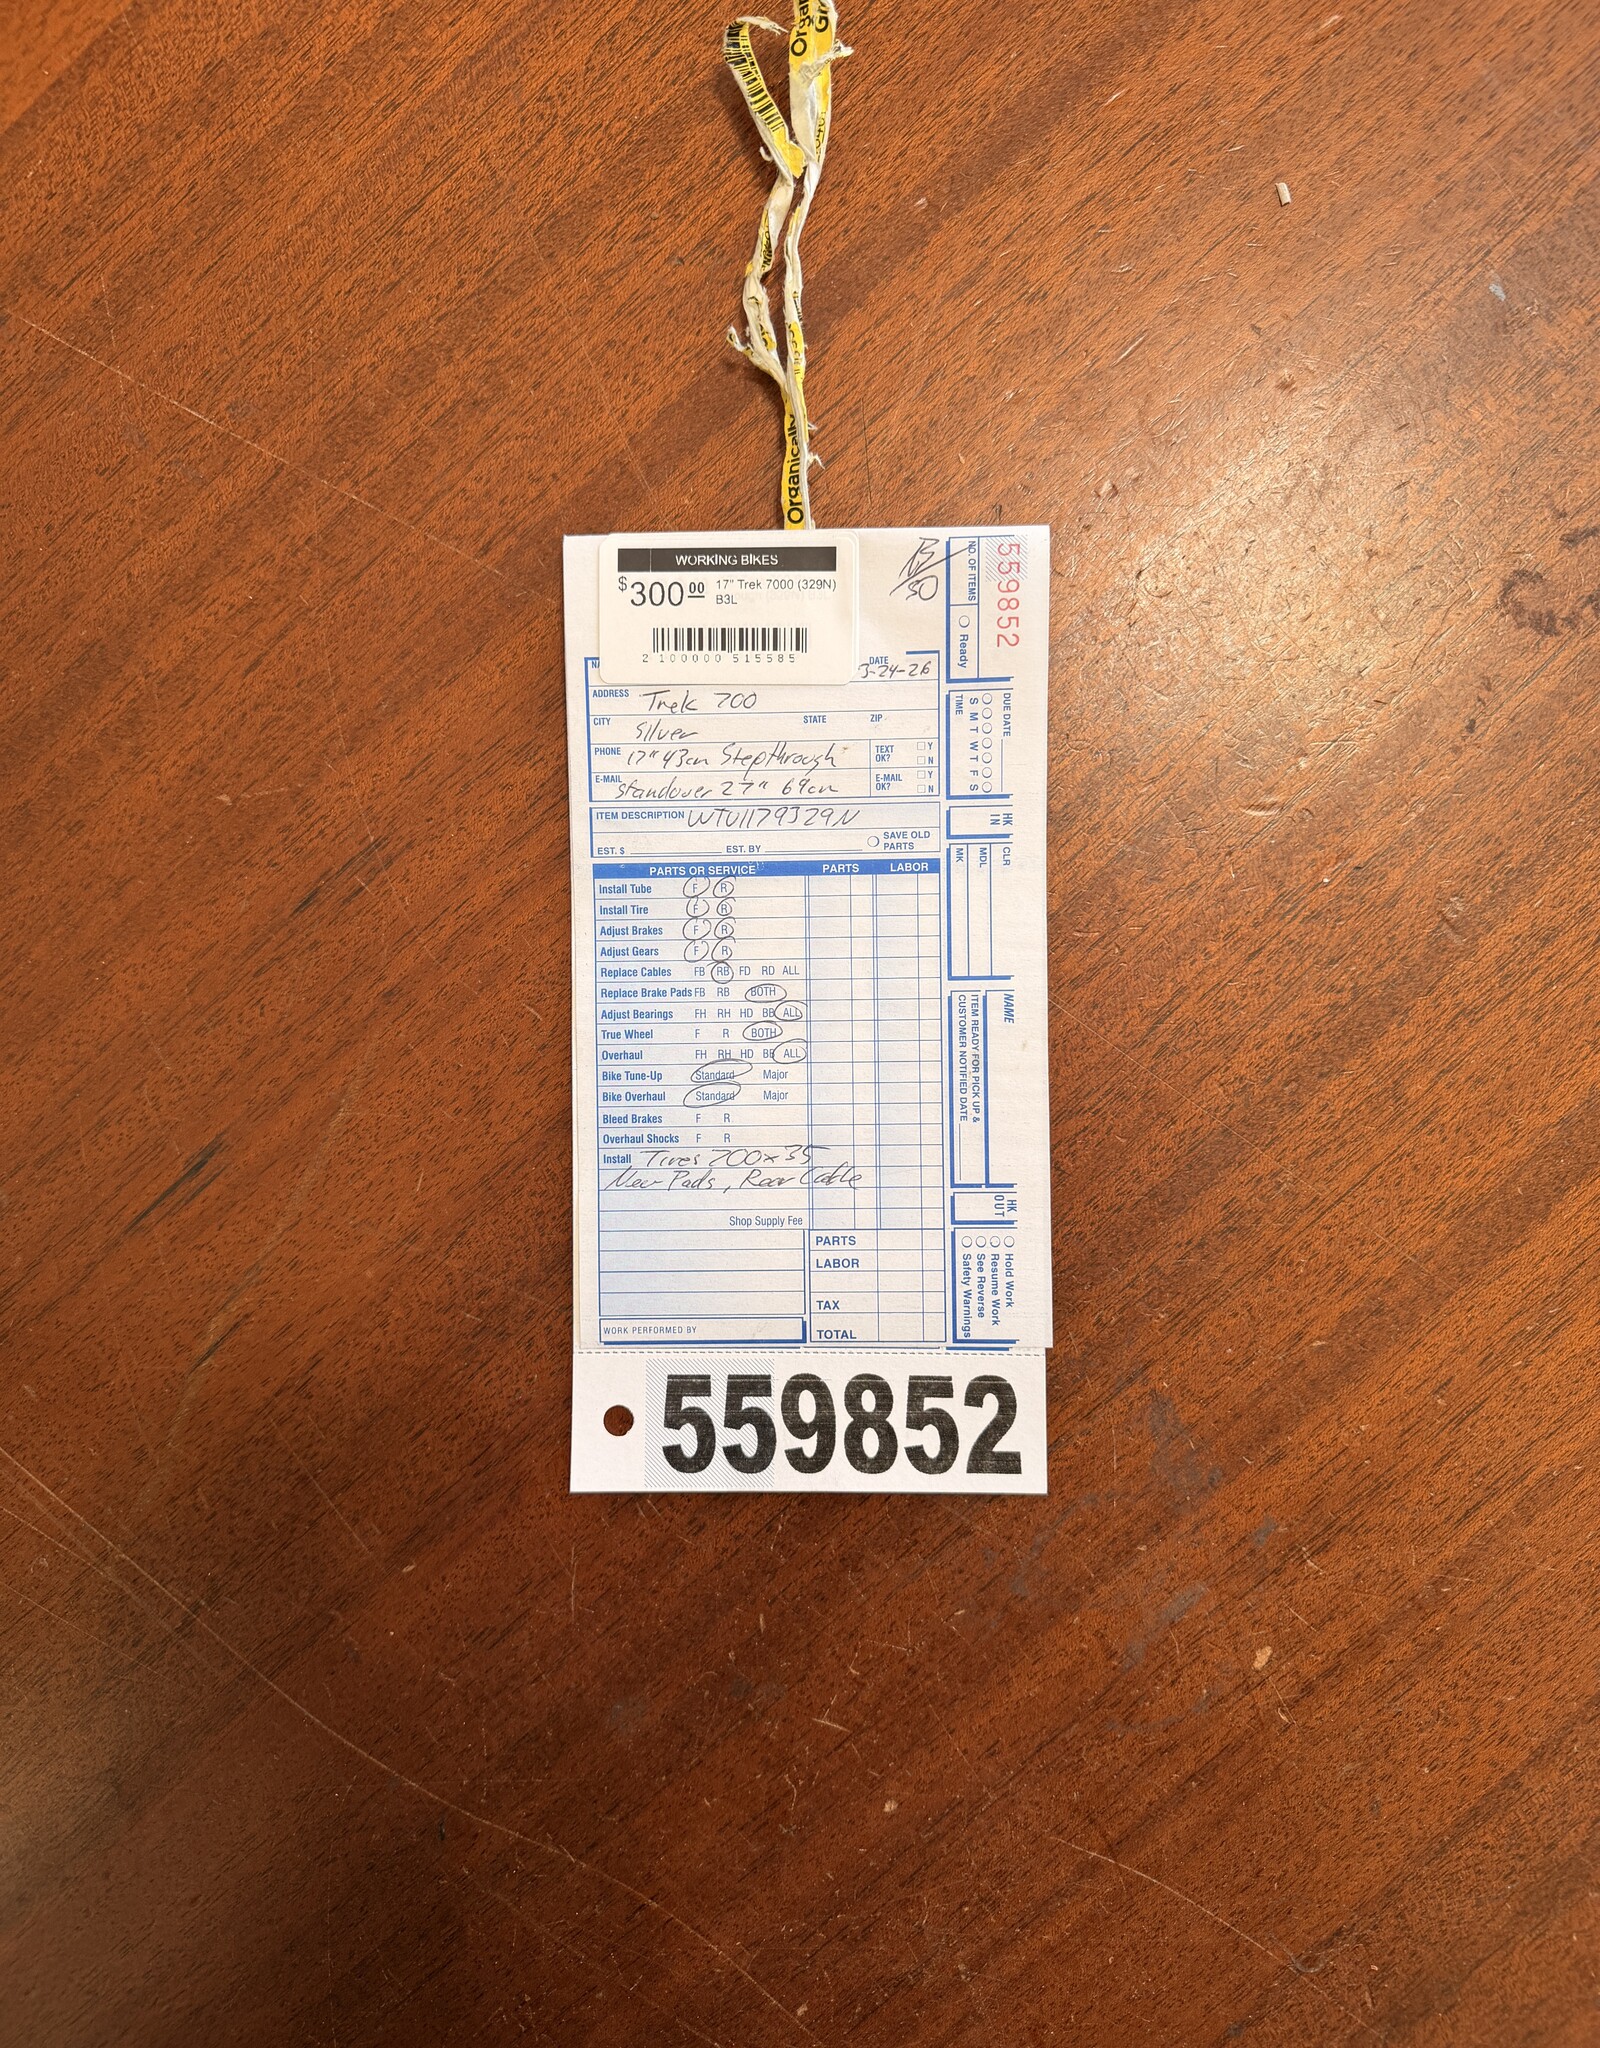 Organically
WORKING BIKES
$300.00 17" Trek 7000 (329N)
B3L
2 100000 515585
50
559852
NO. OF ITEMS
Ready
DATE 3-24-26
ADDRESS Trek 700
CITY Silver STATE ZIP
PHONE 17" 43cm Stepthrough TEXT OK? Y N
E-MAIL Standover 27" 69cm E-MAIL OK? Y N
ITEM DESCRIPTION WTU1179329N
EST. $ EST. BY SAVE OLD PARTS
PARTS OR SERVICE PARTS LABOR
Install Tube F R
Install Tire F R
Adjust Brakes F R
Adjust Gears F R
Replace Cables FB RB FD RD ALL
Replace Brake Pads FB RB BOTH
Adjust Bearings FH RH HD BB ALL
True Wheel F R BOTH
Overhaul FH RH HD BB ALL
Bike Tune-Up Standard Major
Bike Overhaul Standard Major
Bleed Brakes F R
Overhaul Shocks F R
Install Tires 700x35
New Pads, Rear Cable
Shop Supply Fee
PARTS
LABOR
TAX
TOTAL
WORK PERFORMED BY
DUE DATE
S M T W T F S
TIME
HK IN
CLR
MDL
MK
NAME
ITEM READY FOR PICK UP &
CUSTOMER NOTIFIED DATE
HK OUT
Hold Work
Resume Work
See Reverse
Safety Warnings
559852